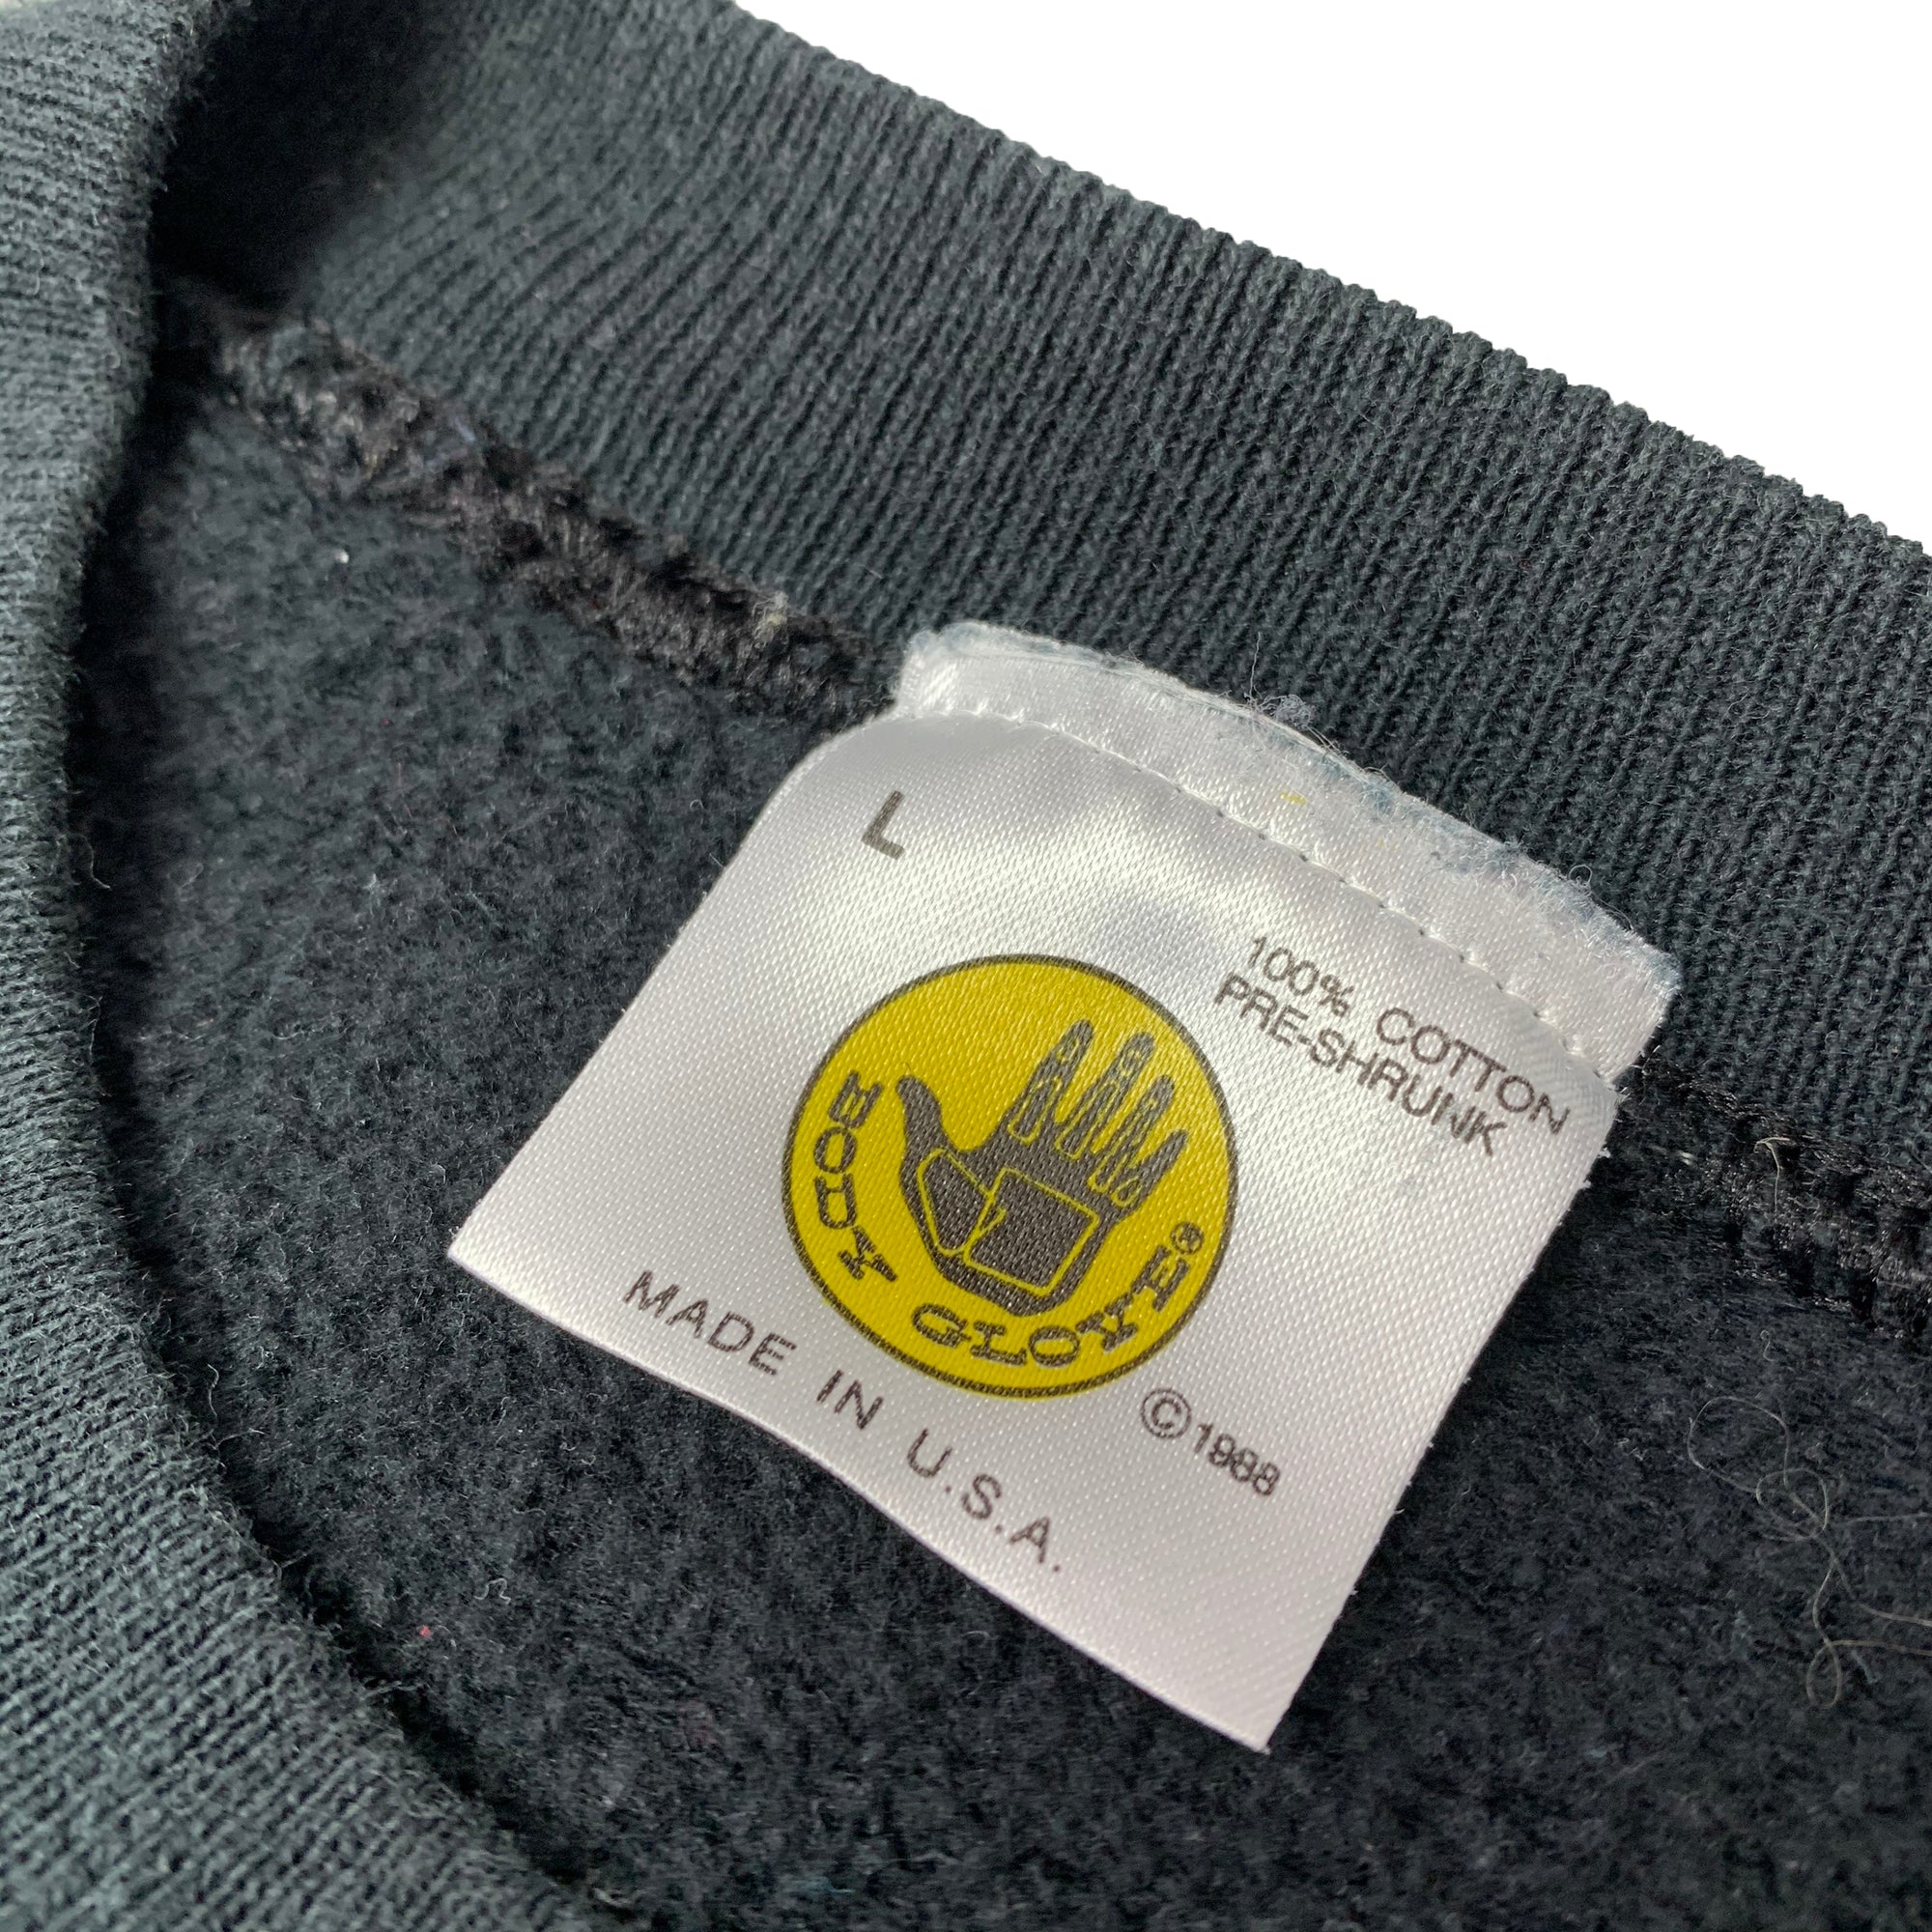 L
100% COTTON
PRE-SHRUNK
BODY GLOVE®
©1988
MADE IN U.S.A.